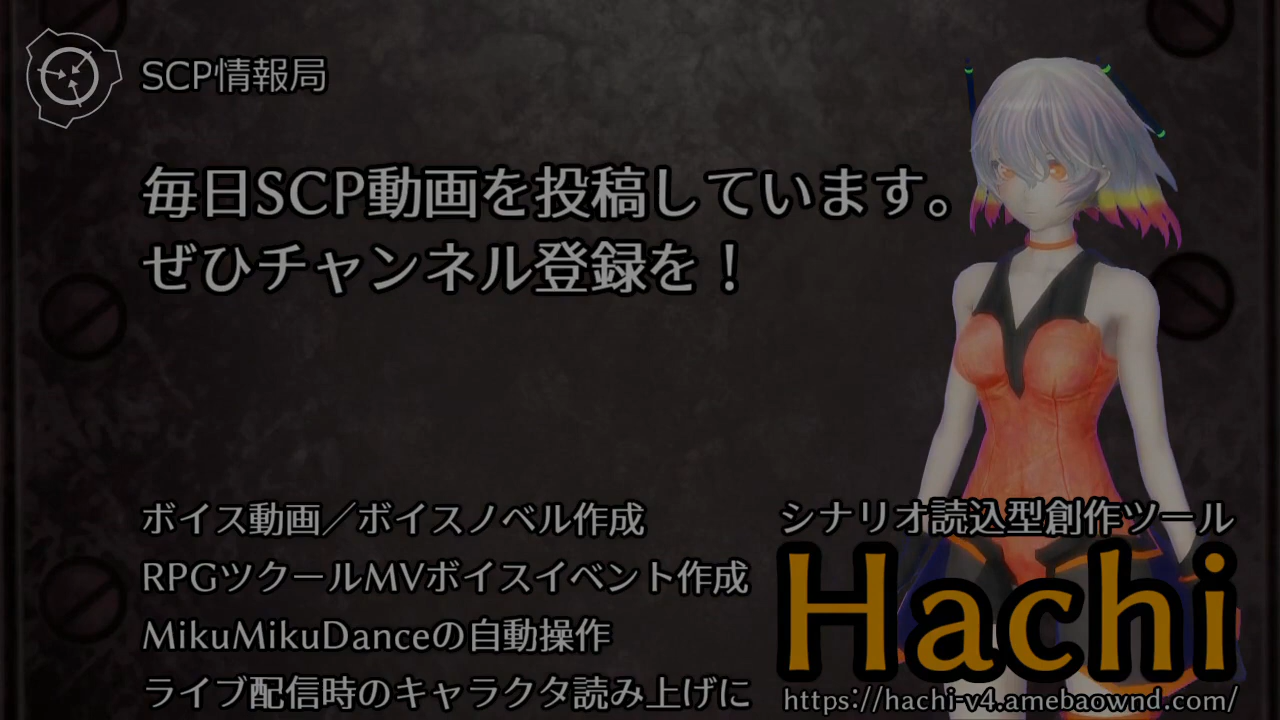 SCP情報局
毎日SCP動画を投稿しています。
ぜひチャンネル登録を！
ボイス動画／ボイスノベル作成
RPGツクールMVボイスイベント作成
MikuMikuDanceの自動操作
ライブ配信時のキャラクタ読み上げに
シナリオ読込型創作ツール
Hachi
https://hachi-v4.amebaownd.com/